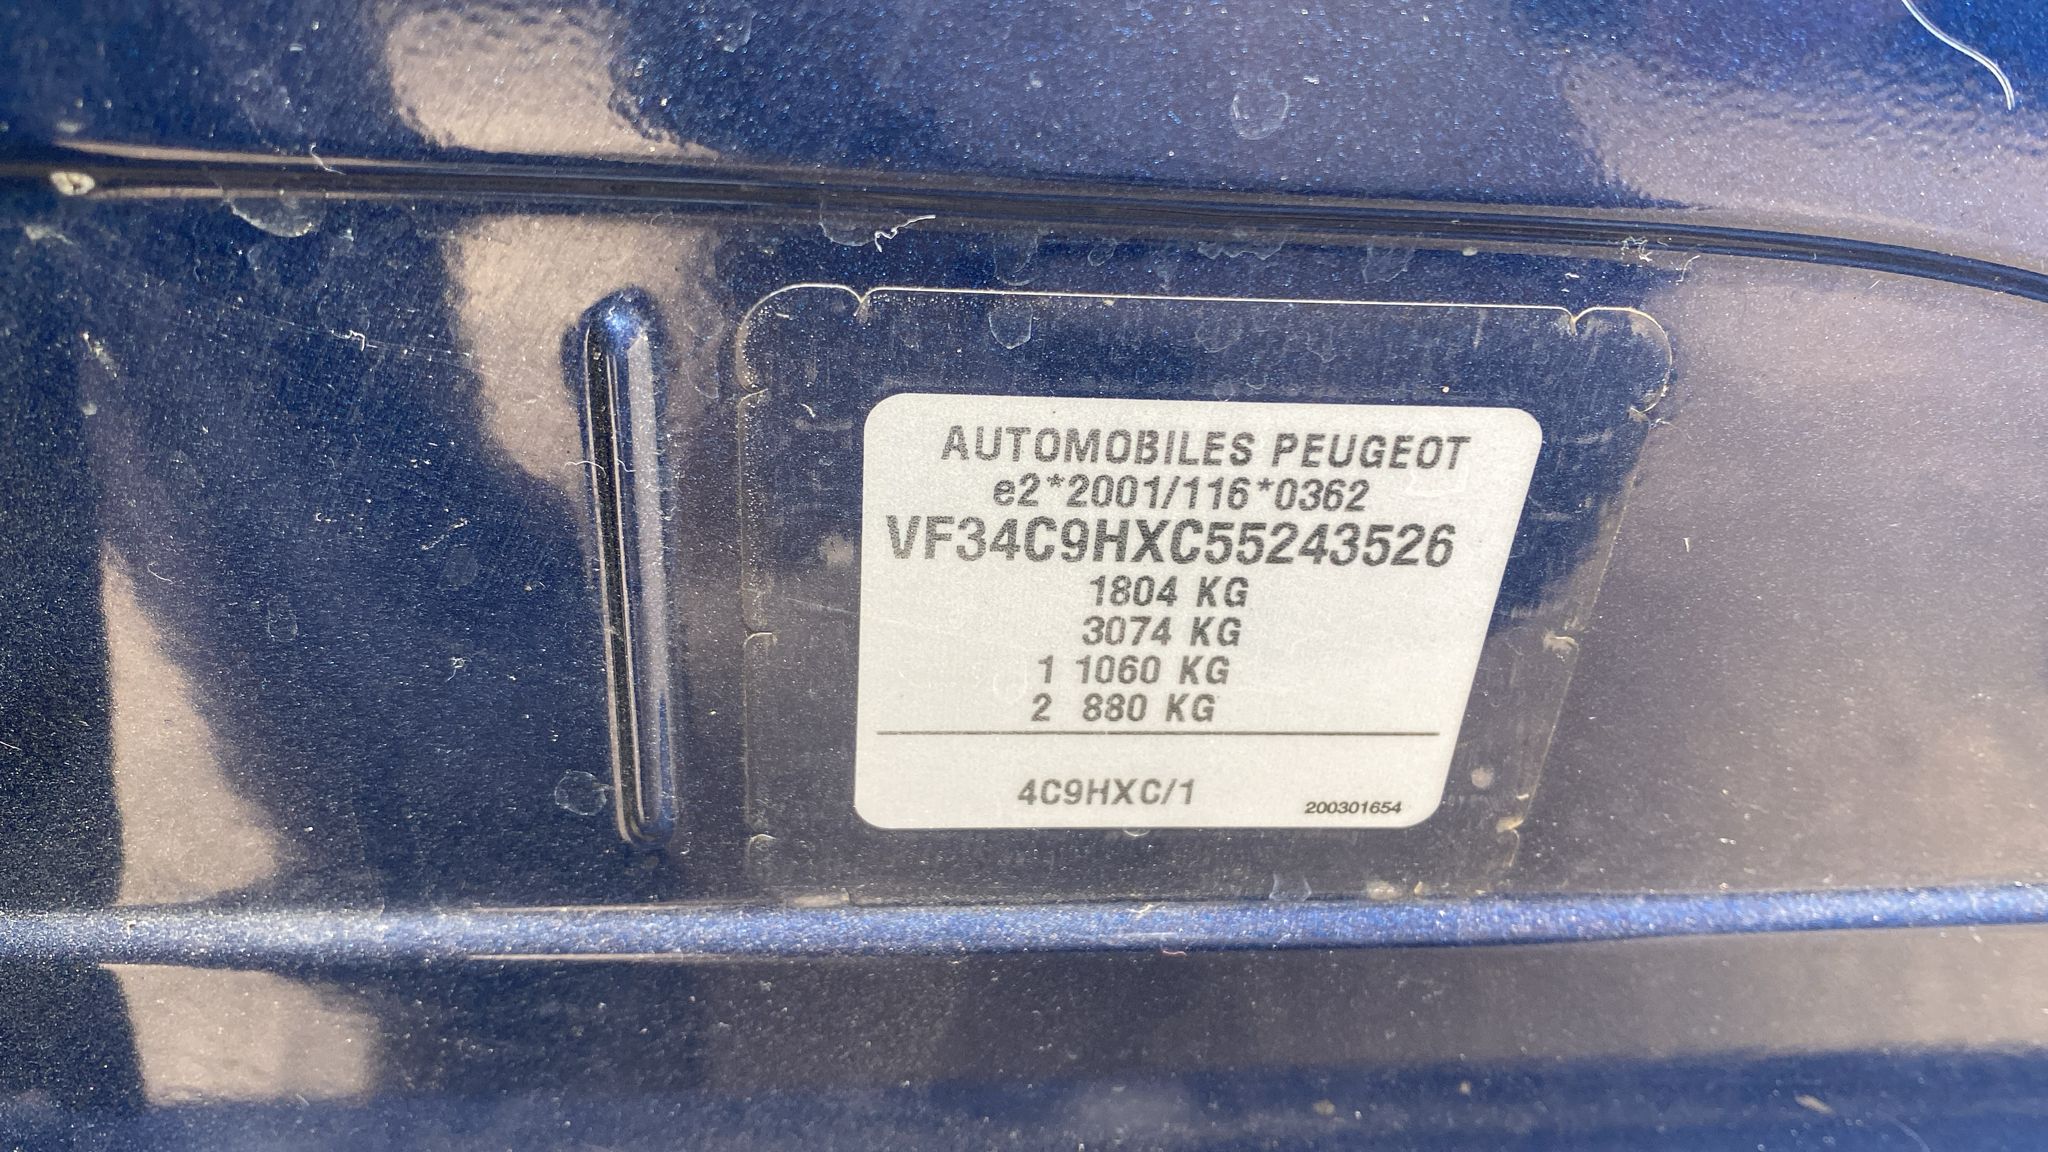 AUTOMOBILES PEUGEOT
e2*2001/116*0362
VF34C9HXC55243526
1804 KG
3074 KG
1 1060 KG
2 880 KG
4C9HXC/1
200301654